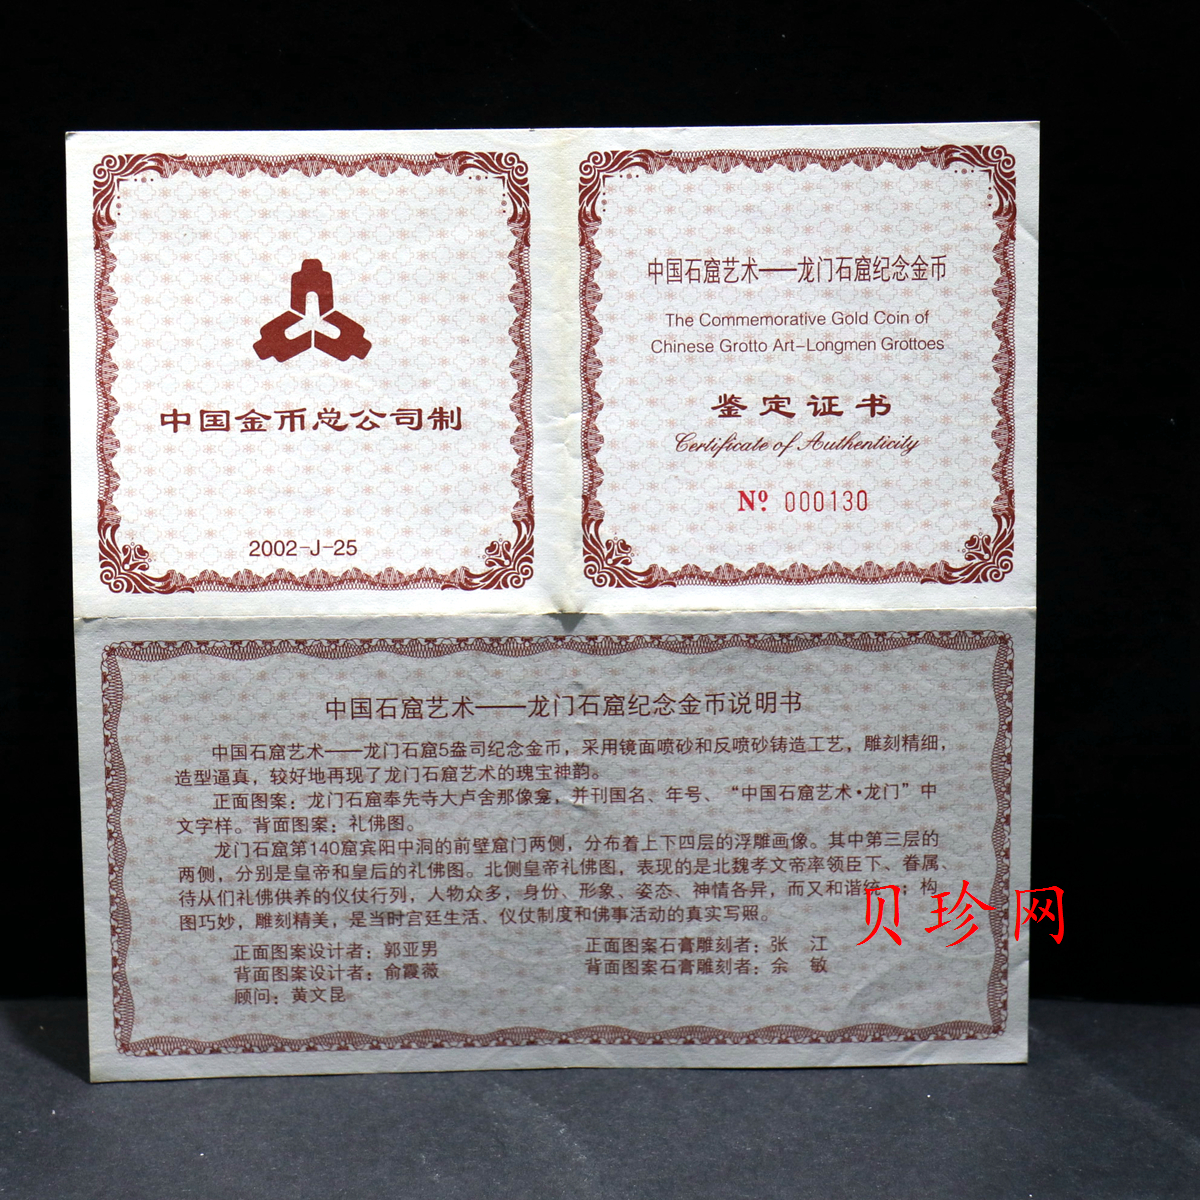 中国金币总公司制
2002-J-25
中国石窟艺术——龙门石窟纪念金币
The Commemorative Gold Coin of
Chinese Grotto Art-Longmen Grottoes
鉴定证书
Certificate of Authenticity
Nº 000130
中国石窟艺术——龙门石窟纪念金币说明书
中国石窟艺术——龙门石窟5盎司纪念金币，采用镜面喷砂和反喷砂铸造工艺，雕刻精细，
造型逼真，较好地再现了龙门石窟艺术的瑰宝神韵。
正面图案：龙门石窟奉先寺大卢舍那像龛，并刊国名、年号、“中国石窟艺术·龙门”中
文字样。背面图案：礼佛图。
龙门石窟第140窟宾阳中洞的前壁窟门两侧，分布着上下四层的浮雕画像。其中第三层的
两侧，分别是皇帝和皇后的礼佛图。北侧皇帝礼佛图，表现的是北魏孝文帝率领臣下、眷属、
待从们礼佛供养的仪仗行列，人物众多，身份、形象、姿态、神情各异，而又和谐统一；构
图巧妙，雕刻精美，是当时宫廷生活、仪仗制度和佛事活动的真实写照。
正面图案设计者：郭亚男 正面图案石膏雕刻者：张 江
背面图案设计者：俞霞薇 背面图案石膏雕刻者：余 敏
顾问：黄文昆
贝珍网